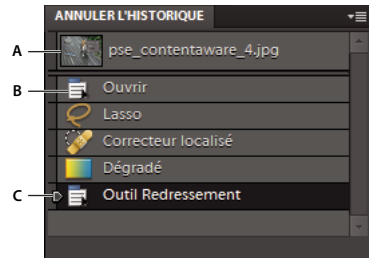 ANNULER L'HISTORIQUE
A pse_contentaware_4.jpg
B Ouvrir
Lasso
Correcteur localisé
Dégradé
C Outil Redressement